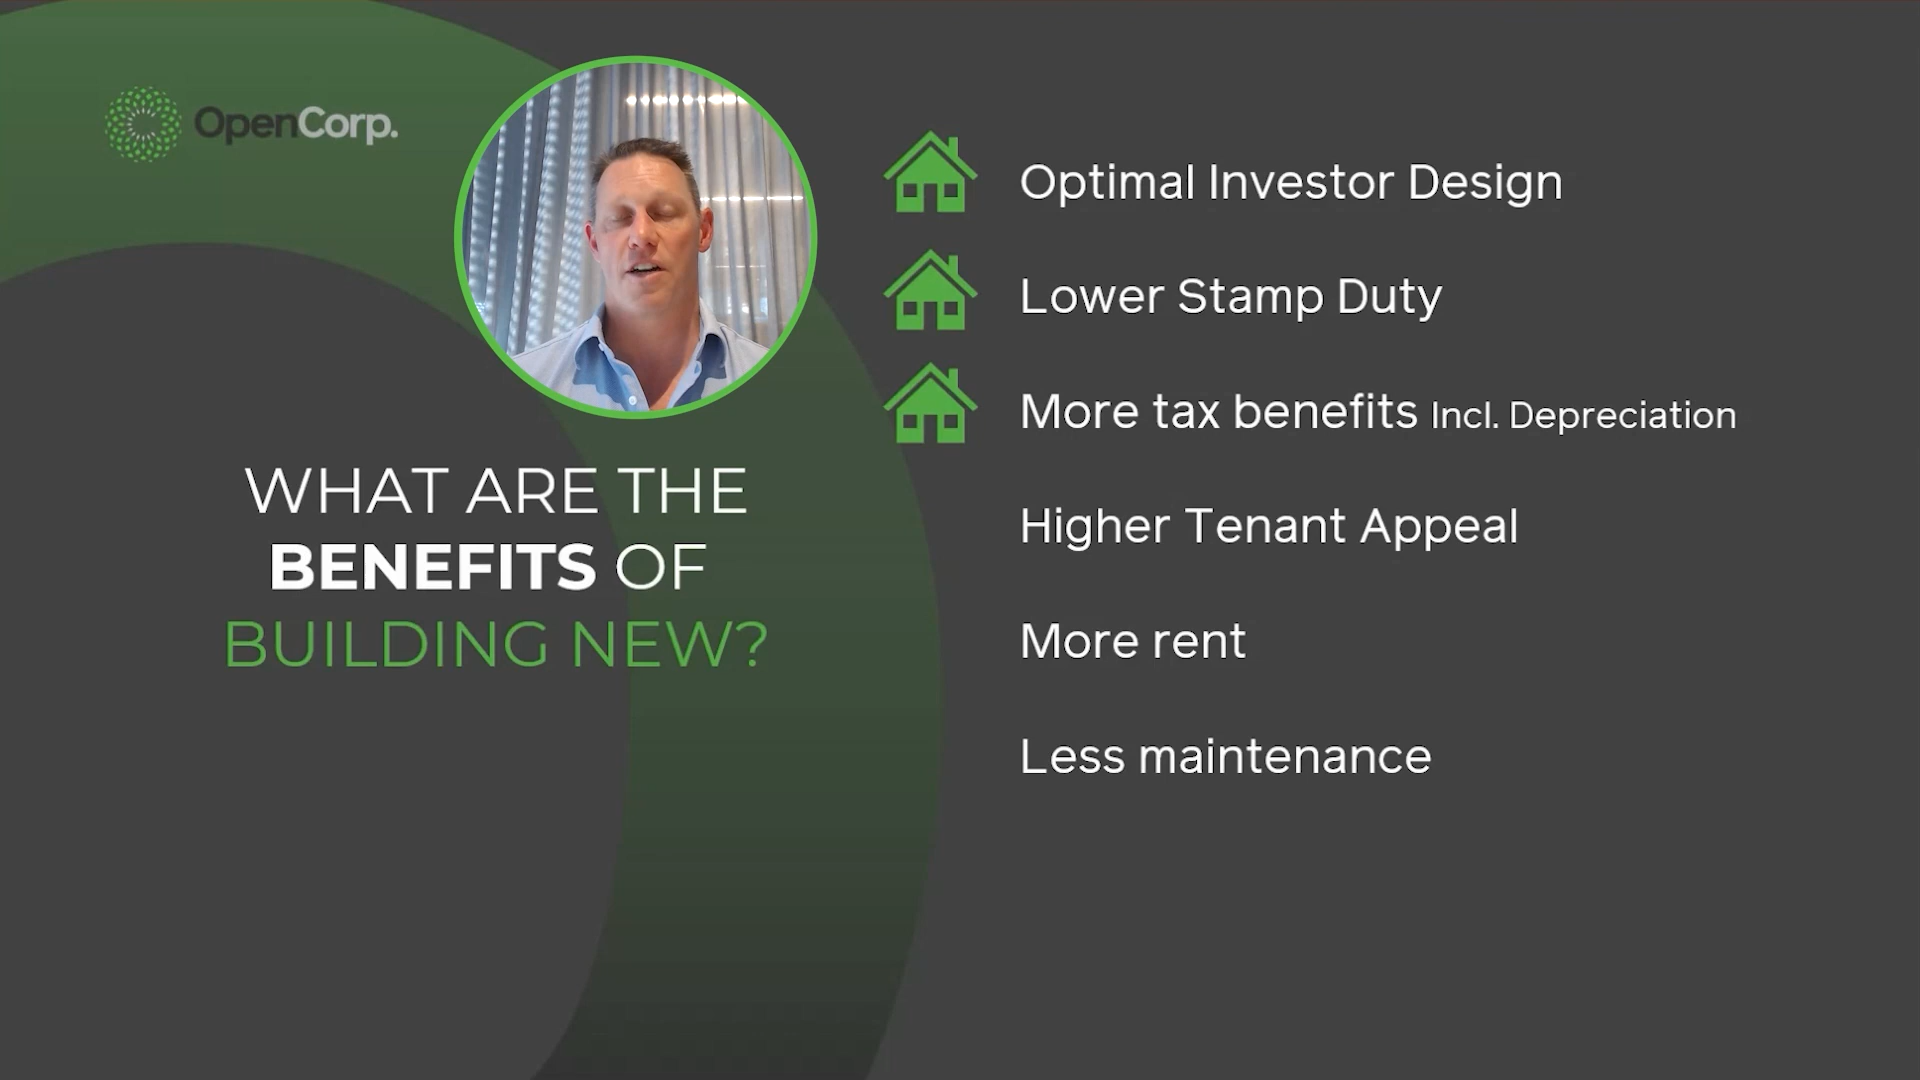 OpenCorp.
WHAT ARE THE
BENEFITS OF
BUILDING NEW?
Optimal Investor Design
Lower Stamp Duty
More tax benefits Incl. Depreciation
Higher Tenant Appeal
More rent
Less maintenance